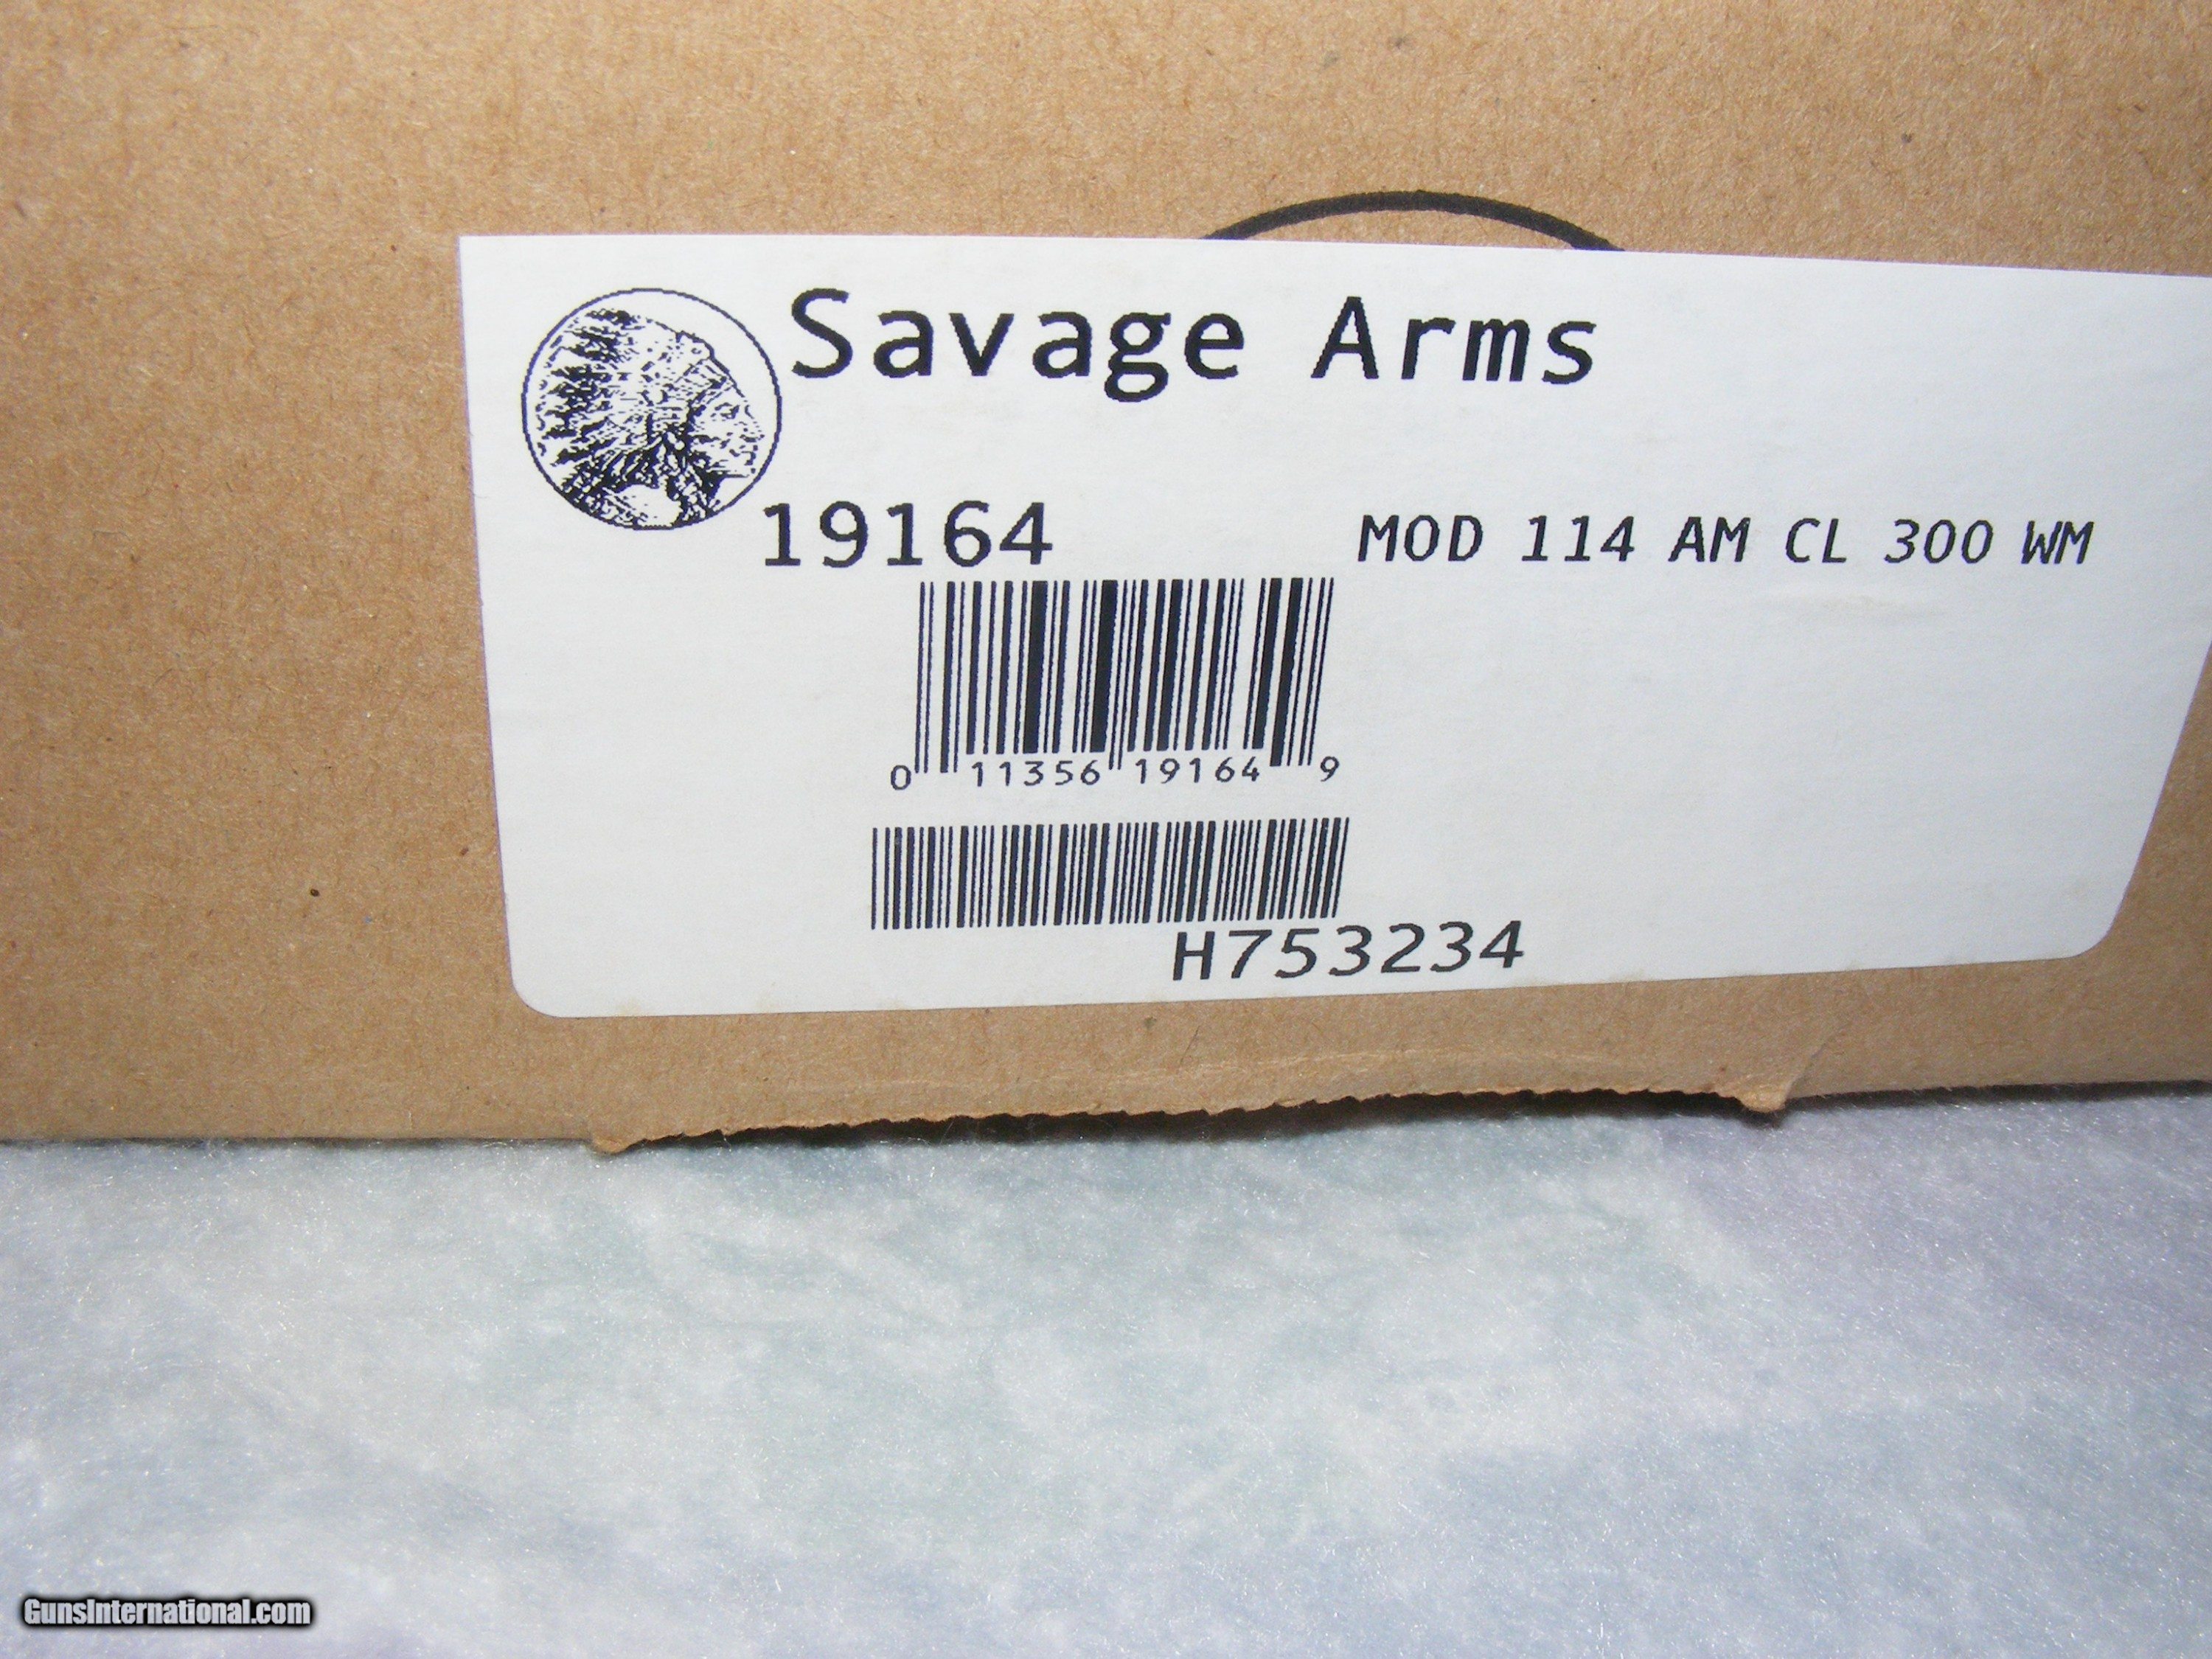 Savage Arms
19164 MOD 114 AM CL 300 WM
0 11356 19164 9
H753234
GunsInternational.com